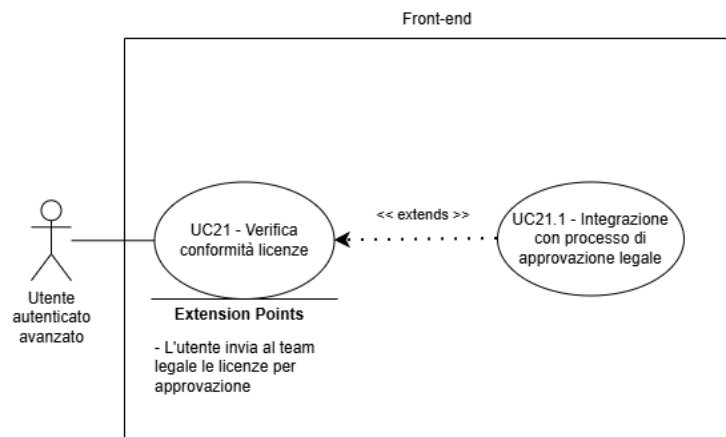 Front-end
UC21 - Verifica
conformità licenze
<< extends >>
UC21.1 - Integrazione
con processo di
approvazione legale
Utente
autenticato
avanzato
Extension Points
- L'utente invia al team
legale le licenze per
approvazione